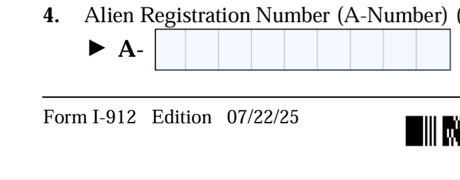 4. Alien Registration Number (A-Number) (
► A-
Form I-912 Edition 07/22/25